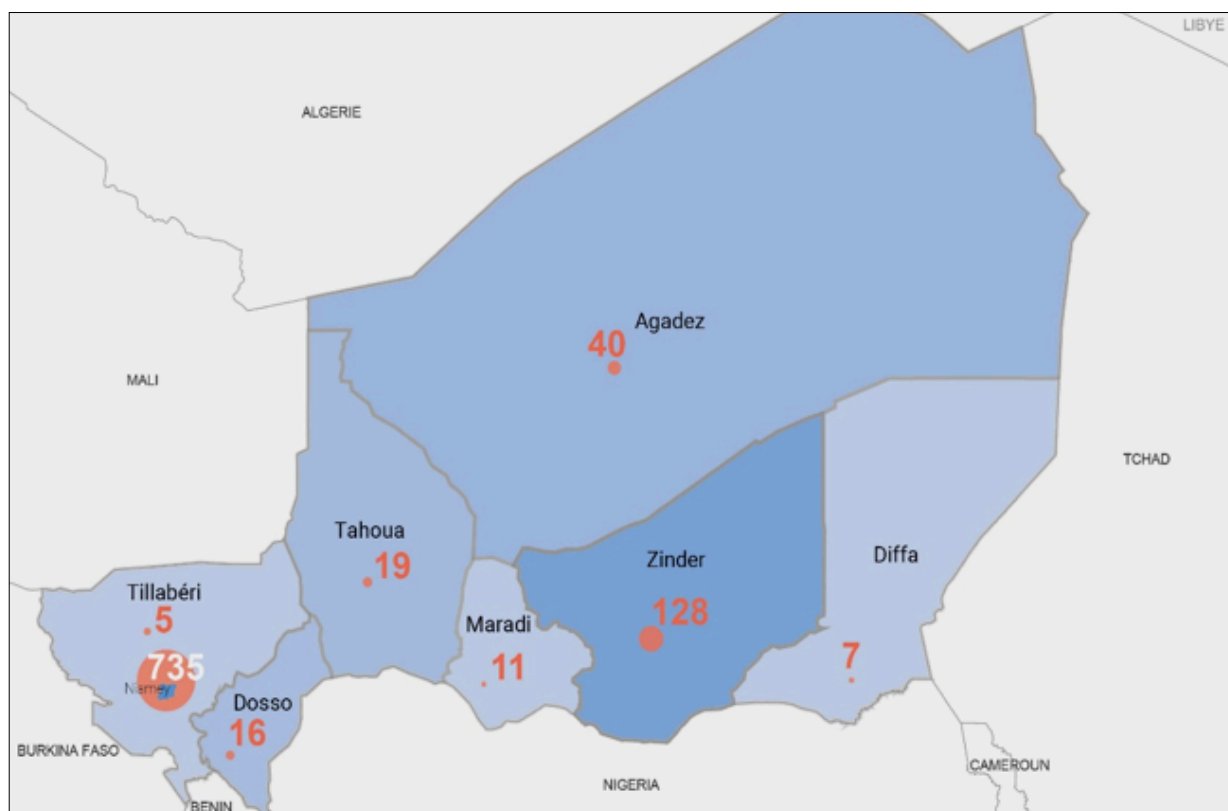 LIBYE
ALGERIE
Agadez
40
MALI
TCHAD
Tahoua
19
Zinder
128
Diffa
Tillabéri
5
Maradi
11
7
735
Niamey
Dosso
16
BURKINA FASO
NIGERIA
CAMEROUN
BENIN